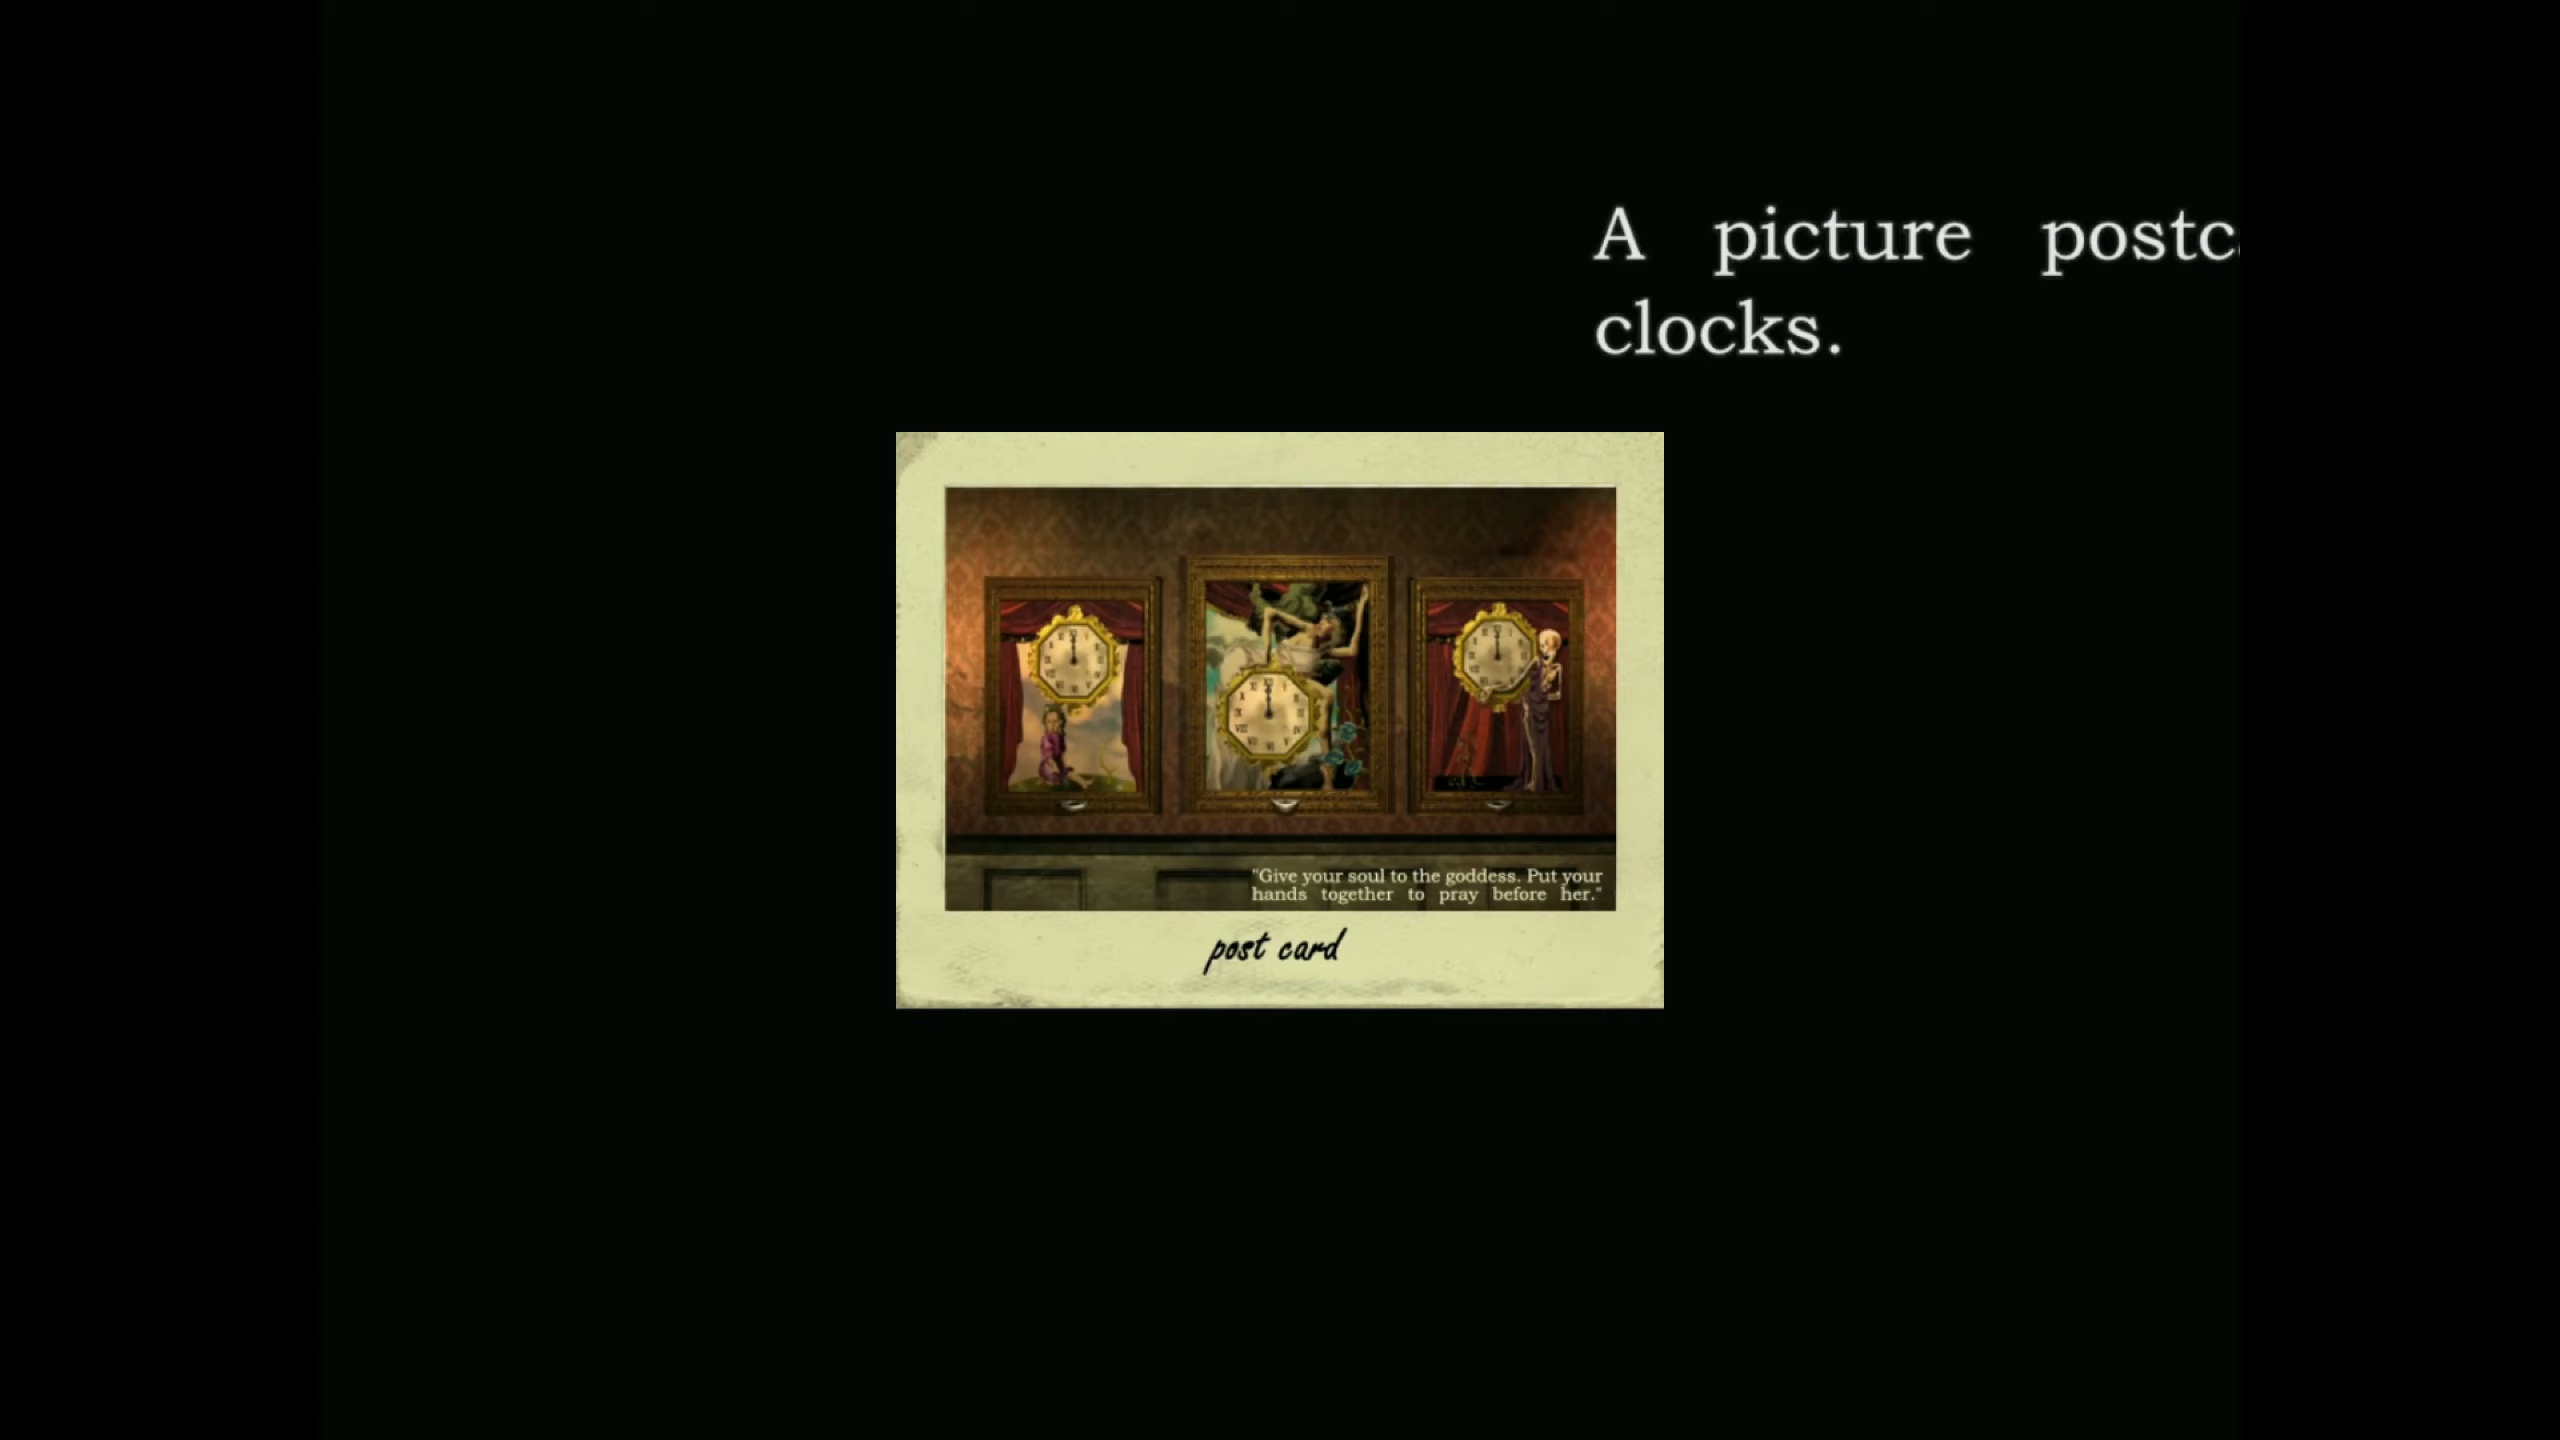 A picture postc
clocks.
"Give your soul to the goddess. Put your
hands together to pray before her."
post card